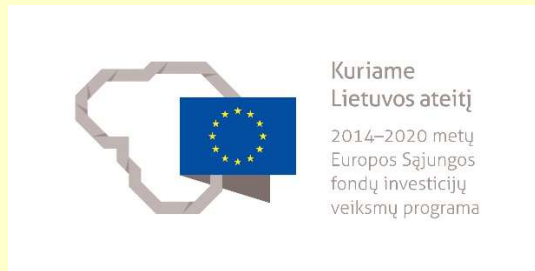 Kuriame
Lietuvos ateitį
2014–2020 metų
Europos Sąjungos
fondų investicijų
veiksmų programa